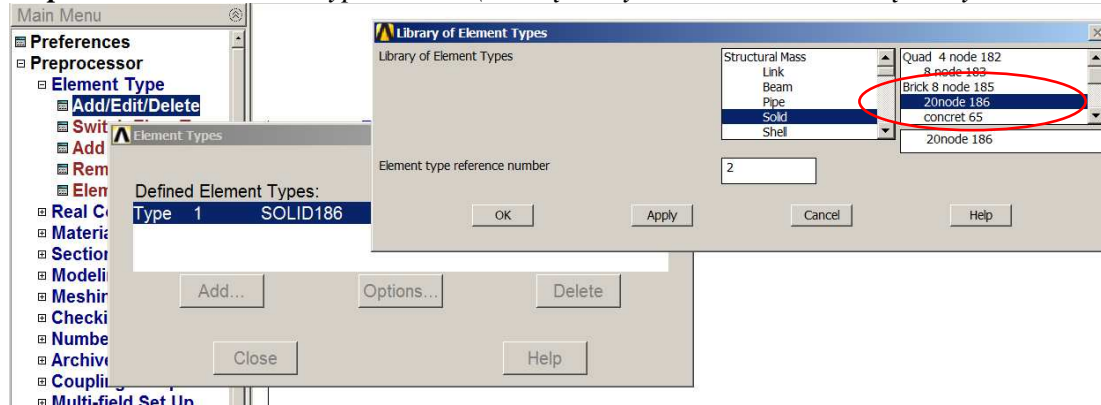 Main Menu
Preferences
Preprocessor
Element Type
Add/Edit/Delete
Add
Real
Modeli
Meshin
Checki
Numbe
Archive
Multi-field Set Up
Element Types
Defined Element Types:
Type 1 SOLID186
Add...
Options...
Delete
Close
Help
Library of Element Types
Library of Element Types
Structural Mass
Link
Beam
Pipe
Solid
Shell
Quad 4 node 182
8 node 183
Brick 8 node 185
20node 186
concret 65
20node 186
Element type reference number
2
OK
Apply
Cancel
Help